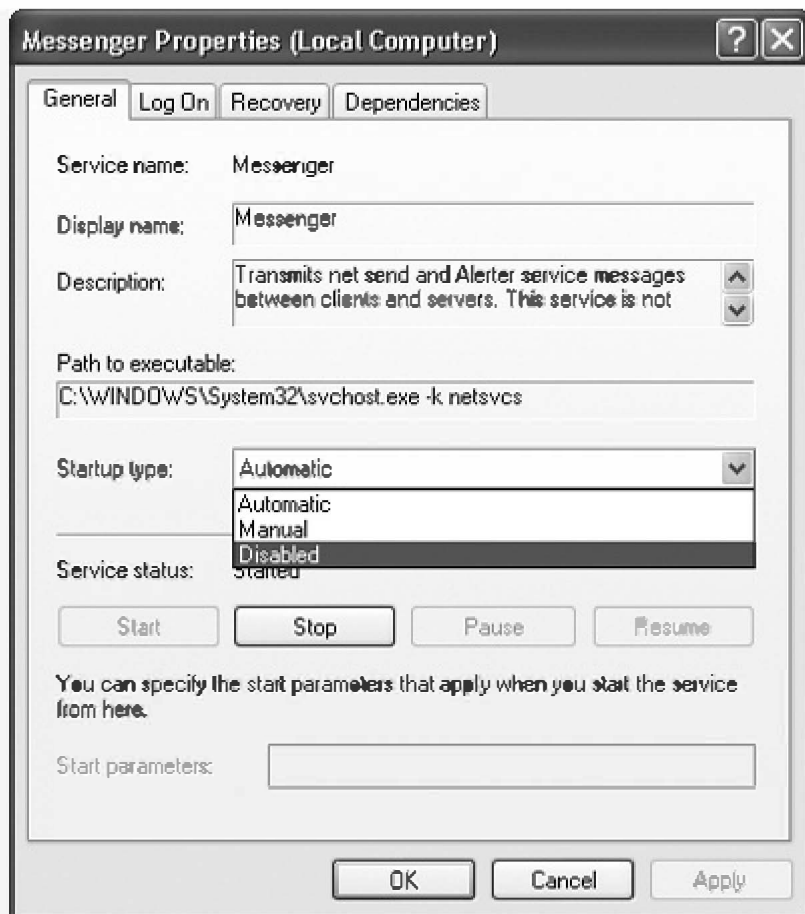 Messenger Properties (Local Computer)
General Log On Recovery Dependencies
Service name: Messenger
Display name: Messenger
Description: Transmits net send and Alerter service messages
between clients and servers. This service is not
Path to executable:
C:\WINDOWS\System32\svchost.exe -k netsvcs
Startup type: Automatic
Automatic
Manual
Disabled
Service status: Started
Start Stop Pause Resume
You can specify the start parameters that apply when you start the service
from here.
Start parameters:
OK Cancel Apply